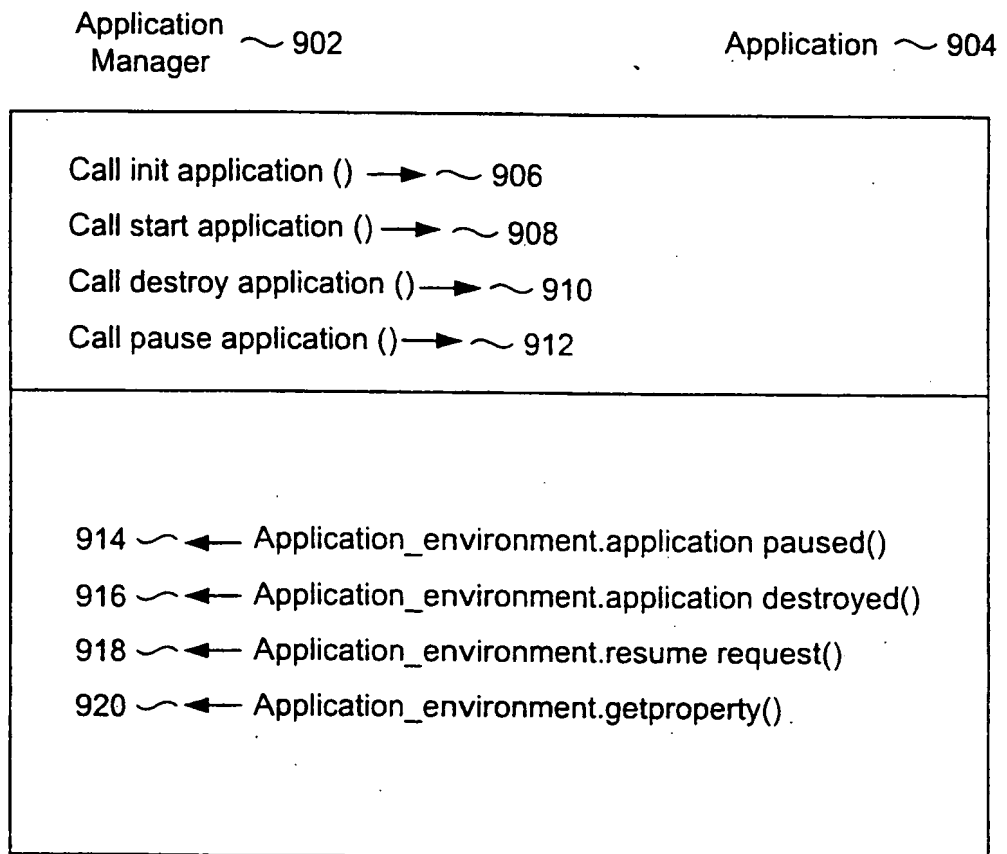 Application
Manager 902
Application 904
Call init application () 906
Call start application () 908
Call destroy application () 910
Call pause application () 912
914 Application_environment.application paused()
916 Application_environment.application destroyed()
918 Application_environment.resume request()
920 Application_environment.getproperty()